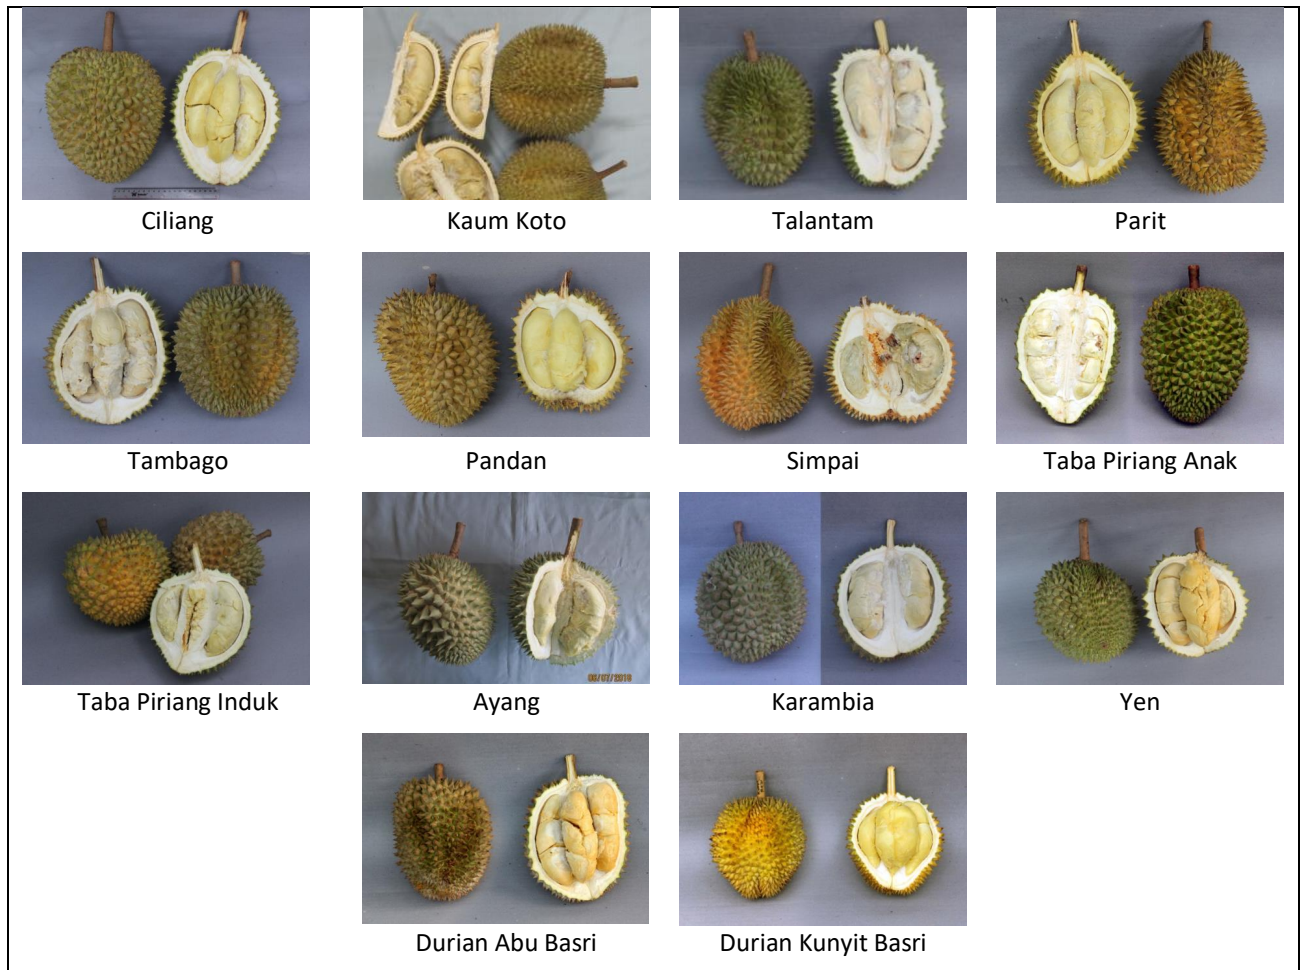 Ciliang
Kaum Koto
Talantam
Parit
Tambago
Pandan
Simpai
Taba Piriang Anak
Taba Piriang Induk
Ayang
Karambia
Yen
Durian Abu Basri
Durian Kunyit Basri